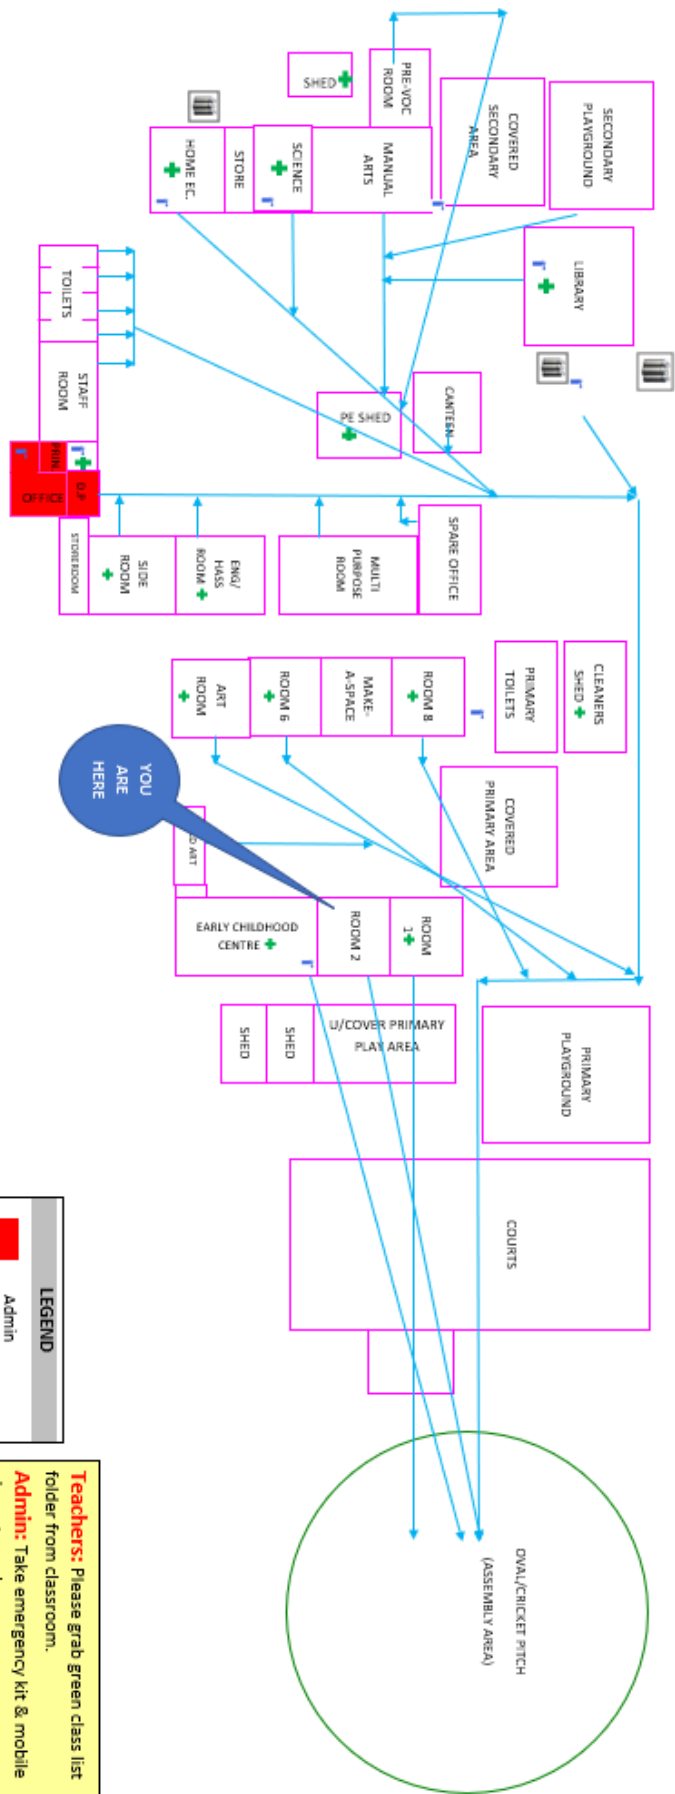 SHED
PRE-VOC
ROOM
COVERED
SECONDARY
AREA
SECONDARY
PLAYGROUND
HOME EC.
STORE
SCIENCE
MANUAL
ARTS
LIBRARY
TOILETS
STAFF
ROOM
PE SHED
CANTEEN
PRIN.
D.P
OFFICE
STOREROOM
SIDE
ROOM
ENG/
HASS
ROOM
MULTI
PURPOSE
ROOM
SPARE OFFICE
ART
ROOM
ROOM 6
MAKE-
A-SPACE
ROOM 8
PRIMARY
TOILETS
CLEANERS
SHED
YOU
ARE
HERE
ART
COVERED
PRIMARY AREA
EARLY CHILDHOOD
CENTRE
ROOM 2
ROOM
1
SHED
SHED
U/COVER PRIMARY
PLAY AREA
PRIMARY
PLAYGROUND
COURTS
OVAL/CRICKET PITCH
(ASSEMBLY AREA)
LEGEND
Admin
Teachers: Please grab green class list
folder from classroom.
Admin: Take emergency kit & mobile